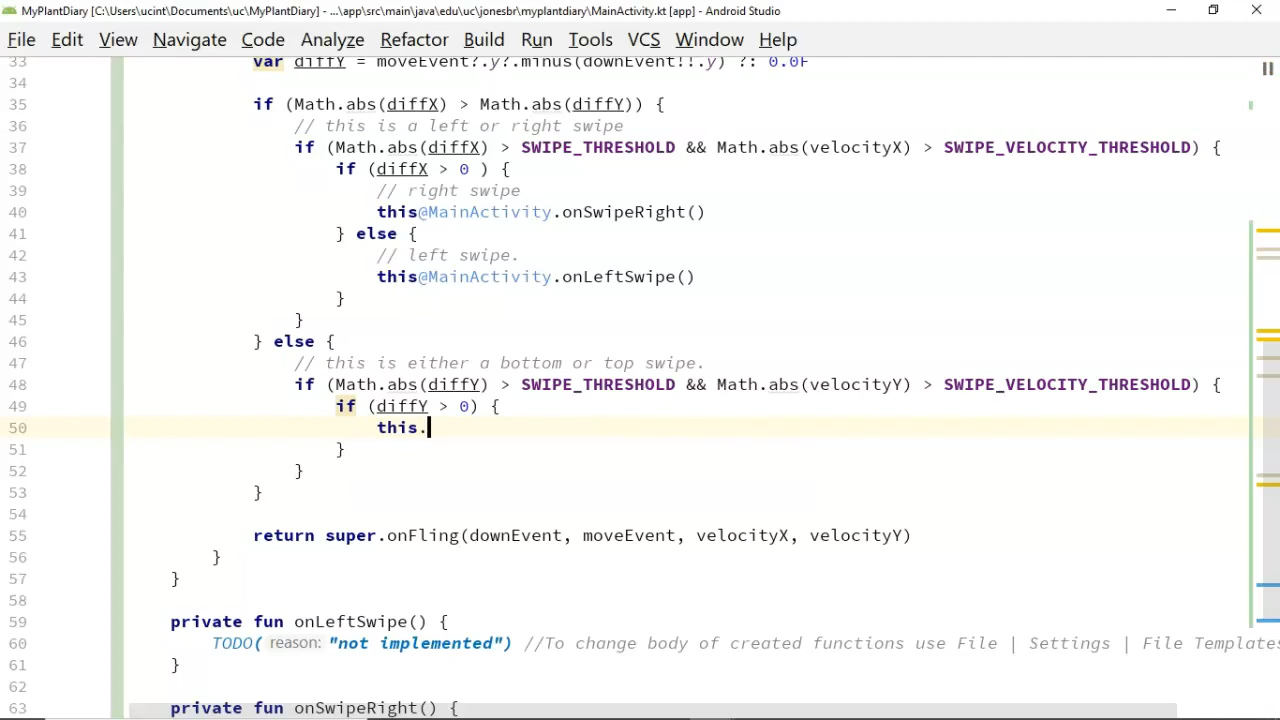 MyPlantDiary [C:\Users\ucint\Documents\uc\MyPlantDiary] - ...\app\src\main\java\edu\uc\jonesbr\myplantdiary\MainActivity.kt [app] - Android Studio
File Edit View Navigate Code Analyze Refactor Build Run Tools VCS Window Help
33 var diffY = moveEvent?.y?.minus(downEvent!!.y) ?: 0.0F
34
35 if (Math.abs(diffX) > Math.abs(diffY)) {
36 // this is a left or right swipe
37 if (Math.abs(diffX) > SWIPE_THRESHOLD && Math.abs(velocityX) > SWIPE_VELOCITY_THRESHOLD) {
38 if (diffX > 0 ) {
39 // right swipe
40 this@MainActivity.onSwipeRight()
41 } else {
42 // left swipe.
43 this@MainActivity.onLeftSwipe()
44 }
45 }
46 } else {
47 // this is either a bottom or top swipe.
48 if (Math.abs(diffY) > SWIPE_THRESHOLD && Math.abs(velocityY) > SWIPE_VELOCITY_THRESHOLD) {
49 if (diffY > 0) {
50 this.
51 }
52 }
53 }
54
55 return super.onFling(downEvent, moveEvent, velocityX, velocityY)
56 }
57 }
58
59 private fun onLeftSwipe() {
60 TODO( reason: "not implemented") //To change body of created functions use File | Settings | File Templates
61 }
62
63 private fun onSwipeRight() {